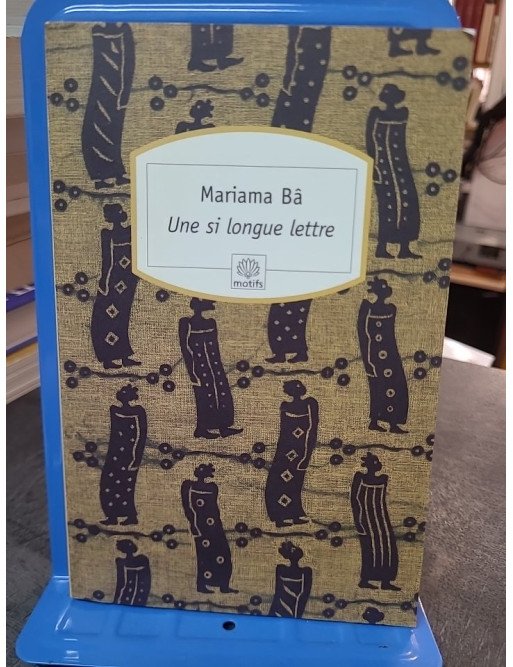 Mariama Bâ
Une si longue lettre
motifs